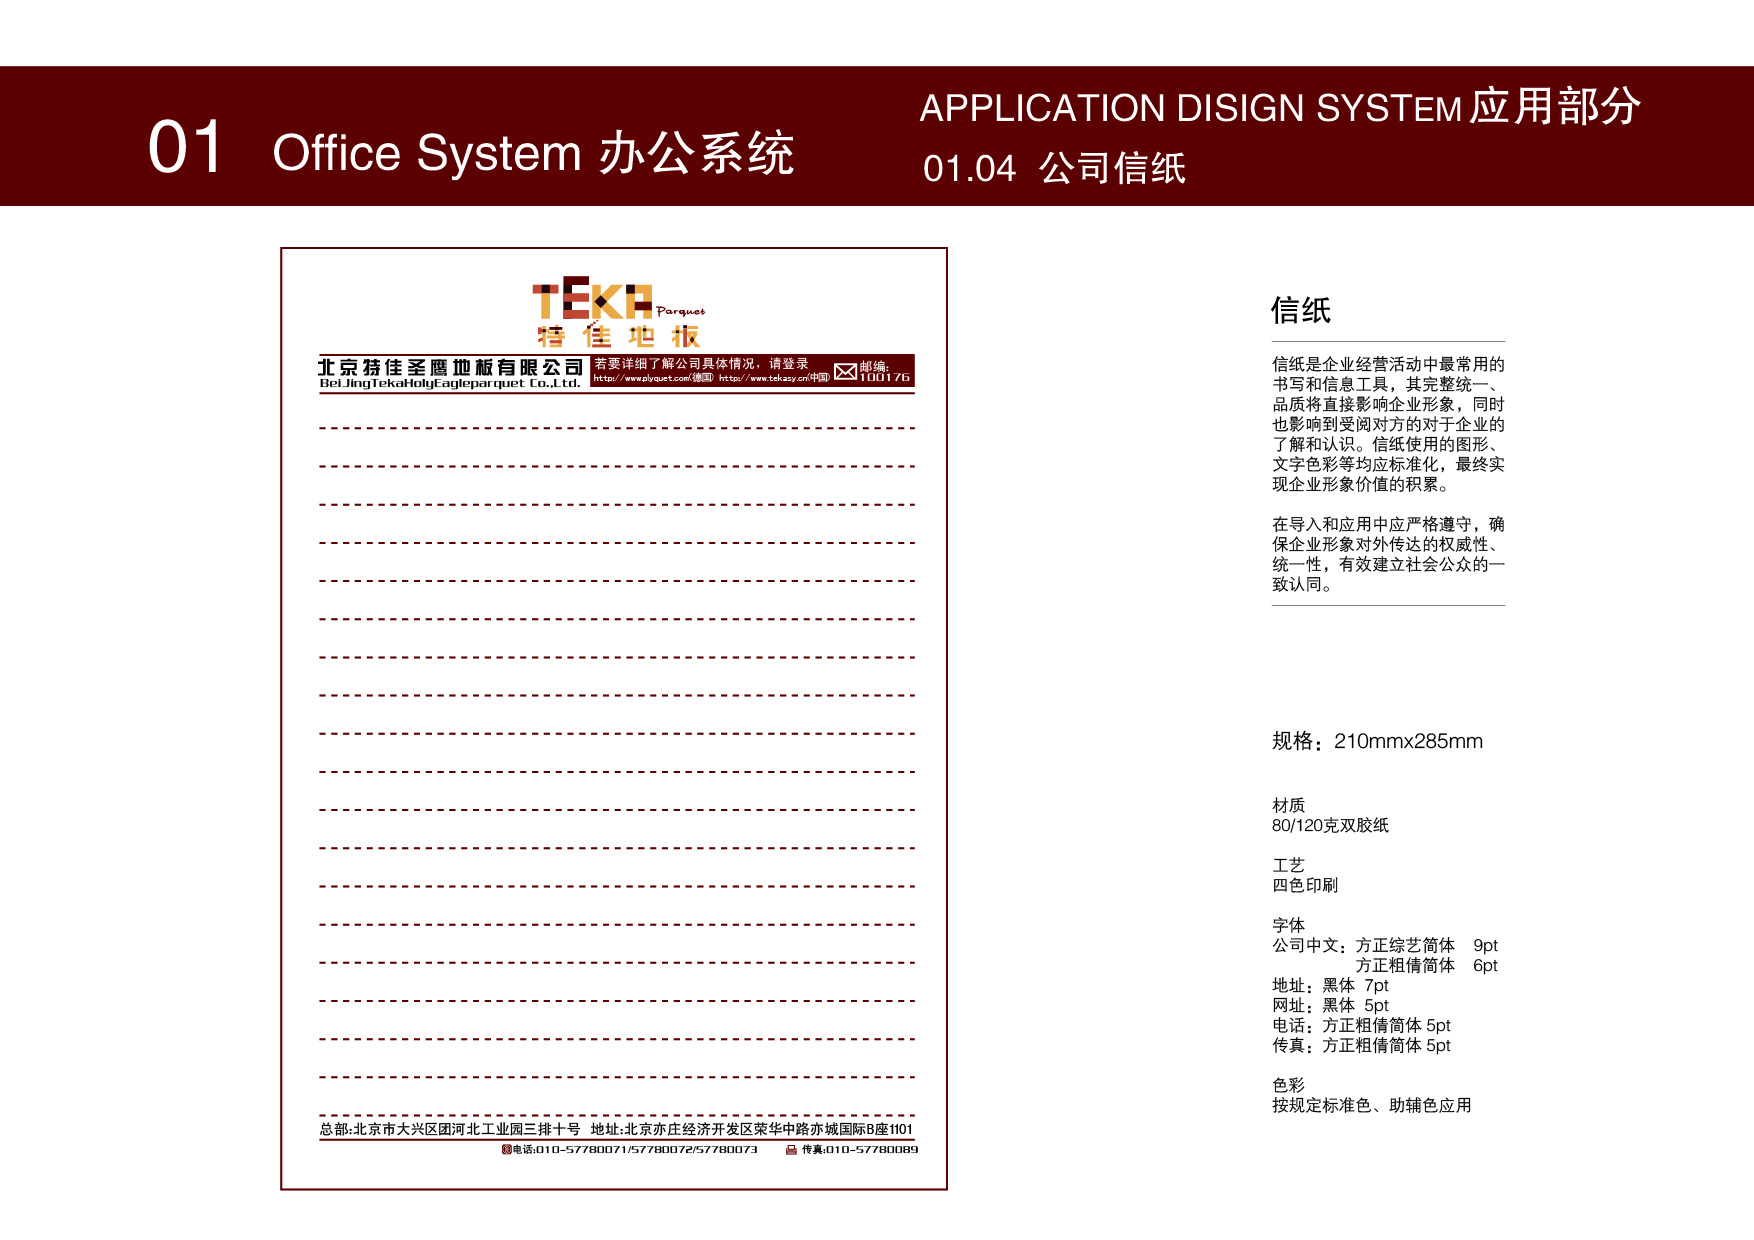 01 Office System 办公系统
APPLICATION DISIGN SYSTEM 应用部分
01.04 公司信纸
TEKA Parquet
特佳地板
北京特佳圣鹰地板有限公司
BeiJingTekaHolyEagleparquet Co.,Ltd.
若要详细了解公司具体情况，请登录
http://www.plyquet.com(德国) http://www.tekasy.cn(中国)
邮编:
100176
总部:北京市大兴区团河北工业园三排十号 地址:北京亦庄经济开发区荣华中路亦城国际B座1101
电话:010-57780071/57780072/57780073 传真:010-57780089
信纸
信纸是企业经营活动中最常用的
书写和信息工具，其完整统一、
品质将直接影响企业形象，同时
也影响到受阅对方的对于企业的
了解和认识。信纸使用的图形、
文字色彩等均应标准化，最终实
现企业形象价值的积累。
在导入和应用中应严格遵守，确
保企业形象对外传达的权威性、
统一性，有效建立社会公众的一
致认同。
规格：210mmx285mm
材质
80/120克双胶纸
工艺
四色印刷
字体
公司中文：方正综艺简体 9pt
方正粗倩简体 6pt
地址：黑体 7pt
网址：黑体 5pt
电话：方正粗倩简体 5pt
传真：方正粗倩简体 5pt
色彩
按规定标准色、助辅色应用